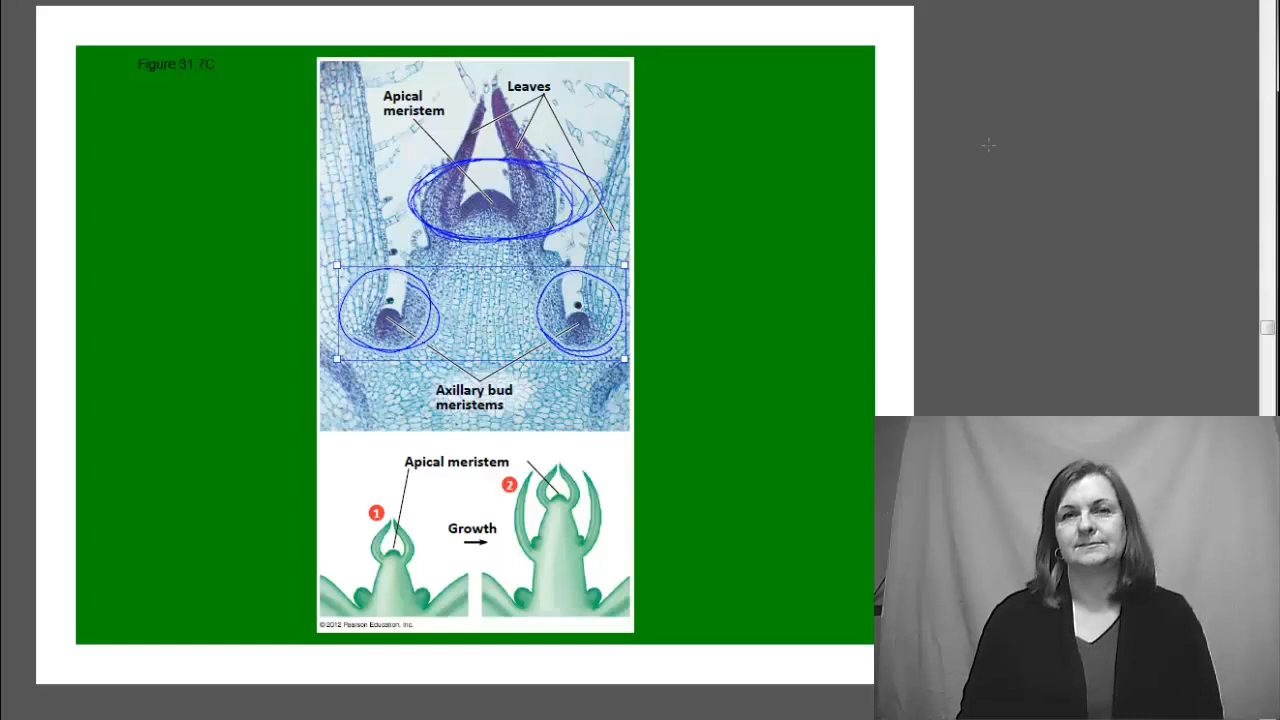 Figure 31.7C
Leaves
Apical
meristem
Axillary bud
meristems
Apical meristem
2
1
Growth
© 2012 Pearson Education, Inc.